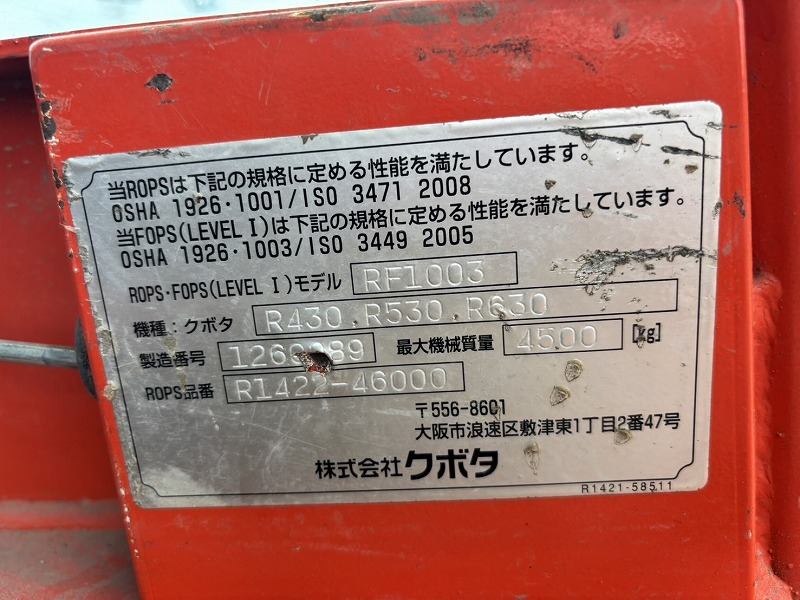 当ROPSは下記の規格に定める性能を満たしています。
OSHA 1926・1001/ISO 3471 2008
当FOPS(LEVEL I)は下記の規格に定める性能を満たしています。
OSHA 1926・1003/ISO 3449 2005
ROPS・FOPS(LEVEL I)モデル RF1003
機種：クボタ R430,R530,R630
製造番号 最大機械質量 4500 [kg]
ROPS品番 R1422-46000
〒556-8601
大阪市浪速区敷津東1丁目2番47号
株式会社クボタ
R1421-58511